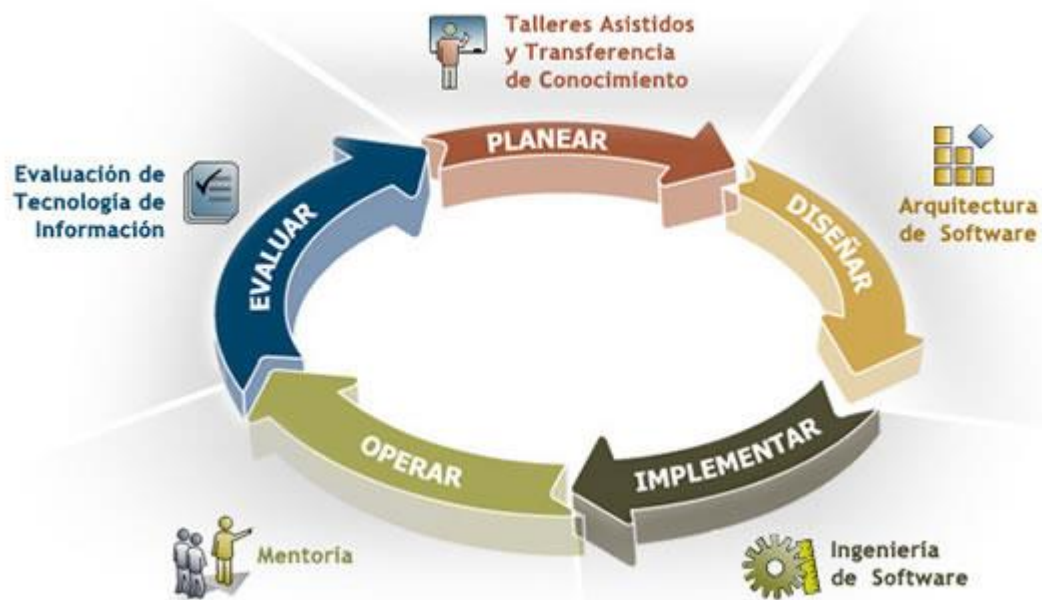 Talleres Asistidos
y Transferencia
de Conocimiento
PLANEAR
Evaluación de
Tecnología de
Información
EVALUAR
DISEÑAR
Arquitectura
de Software
OPERAR
IMPLEMENTAR
Mentoría
Ingeniería
de Software